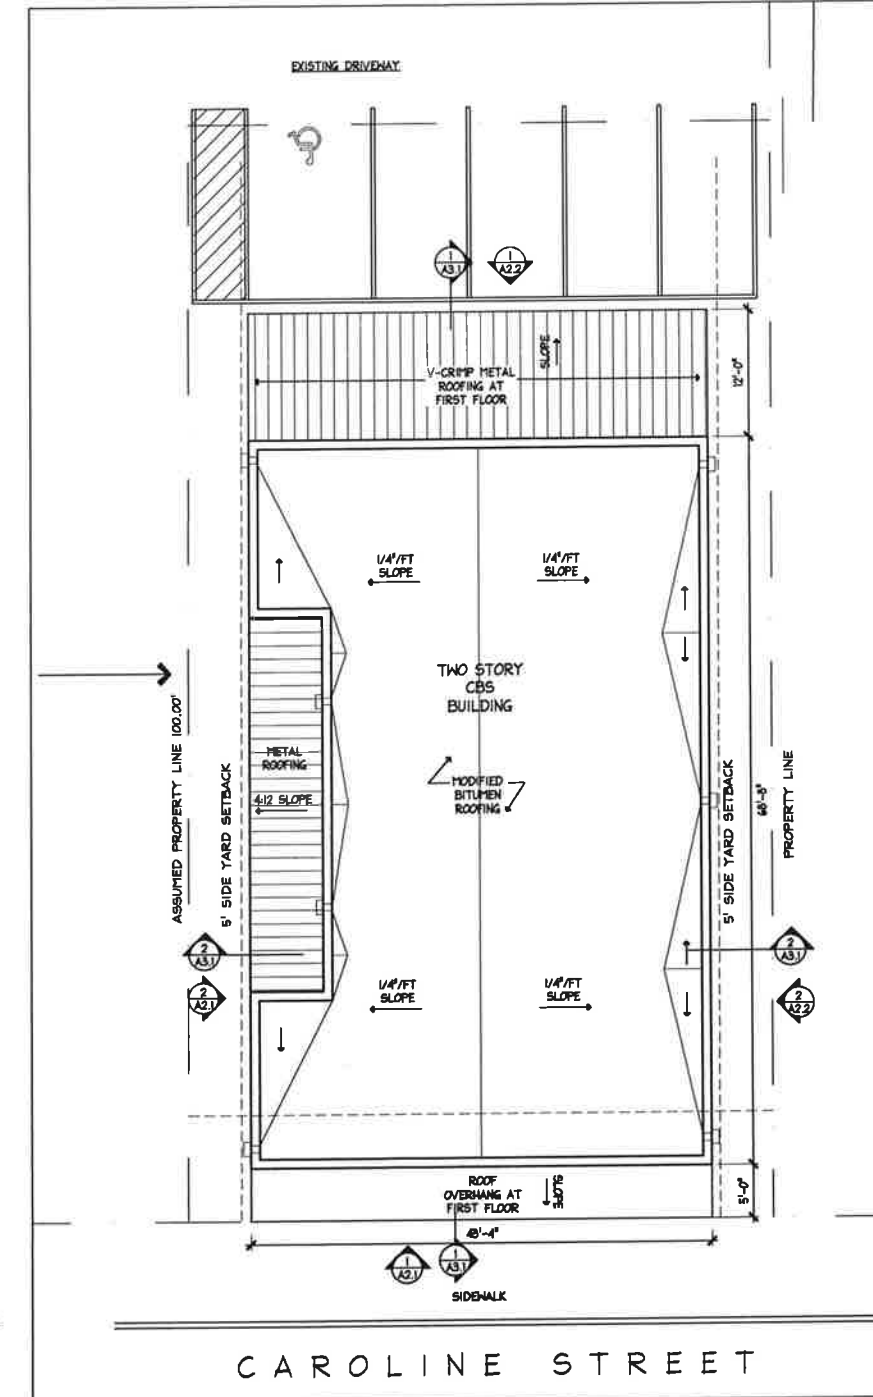 EXISTING DRIVEWAY
1
A3.1
1
A2.2
SLOPE
V-CRIMP METAL
ROOFING AT
FIRST FLOOR
12'-0"
1/4"/FT
SLOPE
1/4"/FT
SLOPE
TWO STORY
CBS
BUILDING
ASSUMED PROPERTY LINE 100.00'
5' SIDE YARD SETBACK
METAL
ROOFING
4:12 SLOPE
MODIFIED
BITUMEN
ROOFING
5' SIDE YARD SETBACK
68'-8"
PROPERTY LINE
2
A3.1
2
A3.1
2
A2.1
1/4"/FT
SLOPE
1/4"/FT
SLOPE
2
A2.2
ROOF
OVERHANG AT
FIRST FLOOR
SLOPE
5'-0"
48'-4"
1
A2.1
1
A3.1
SIDEWALK
CAROLINE STREET